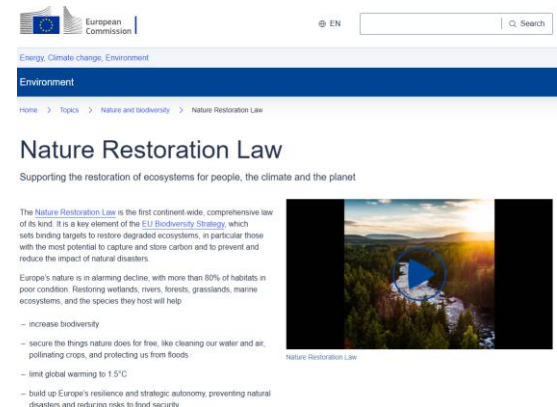 European
Commission
EN
Search
Energy, Climate change, Environment
Environment
Home > Topics > Nature and biodiversity > Nature Restoration Law
Nature Restoration Law
Supporting the restoration of ecosystems for people, the climate and the planet
The Nature Restoration Law is the first continent-wide, comprehensive law
of its kind. It is a key element of the EU Biodiversity Strategy, which
sets binding targets to restore degraded ecosystems, in particular those
with the most potential to capture and store carbon and to prevent and
reduce the impact of natural disasters.
Europe's nature is in alarming decline, with more than 80% of habitats in
poor condition. Restoring wetlands, rivers, forests, grasslands, marine
ecosystems, and the species they host will help
– increase biodiversity
– secure the things nature does for free, like cleaning our water and air,
pollinating crops, and protecting us from floods
– limit global warming to 1.5°C
– build up Europe's resilience and strategic autonomy, preventing natural
disasters and reducing risks to food security
Nature Restoration Law